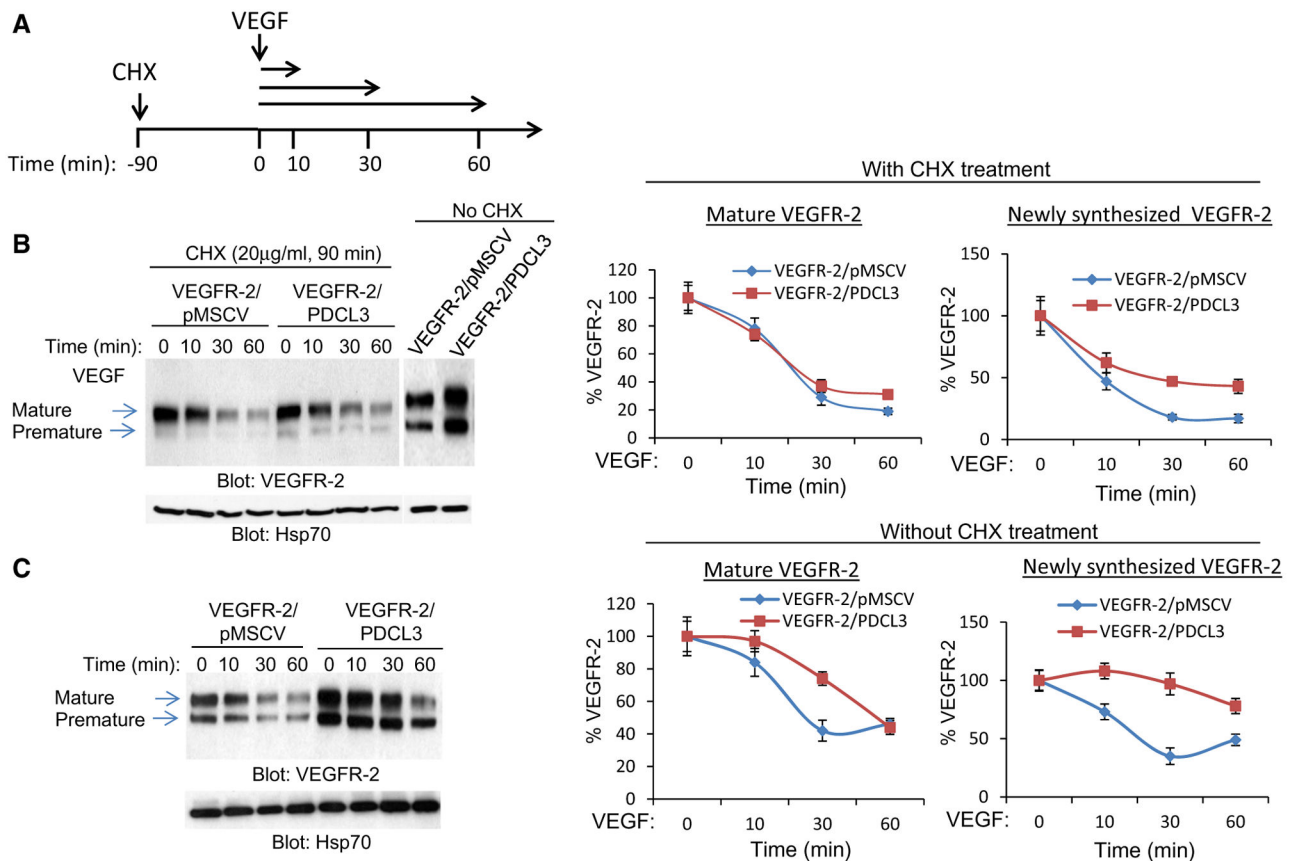 A
VEGF
CHX
Time (min): -90 0 10 30 60
B
No CHX
CHX (20µg/ml, 90 min)
VEGFR-2/pMSCV
VEGFR-2/PDCL3
VEGFR-2/
pMSCV
VEGFR-2/
PDCL3
Time (min): 0 10 30 60 0 10 30 60
VEGF
Mature
Premature
Blot: VEGFR-2
Blot: Hsp70
With CHX treatment
Mature VEGFR-2
VEGFR-2/pMSCV
VEGFR-2/PDCL3
% VEGFR-2
120
100
80
60
40
20
0
VEGF: 0 10 30 60
Time (min)
Newly synthesized VEGFR-2
VEGFR-2/pMSCV
VEGFR-2/PDCL3
% VEGFR-2
150
100
50
0
0 10 30 60
VEGF:
Time (min)
C
VEGFR-2/
pMSCV
VEGFR-2/
PDCL3
Time (min): 0 10 30 60 0 10 30 60
Mature
Premature
Blot: VEGFR-2
Blot: Hsp70
Without CHX treatment
Mature VEGFR-2
VEGFR-2/pMSCV
VEGFR-2/PDCL3
% VEGFR-2
120
100
80
60
40
20
0
VEGF: 0 10 30 60
Time (min)
Newly synthesized VEGFR-2
VEGFR-2/pMSCV
VEGFR-2/PDCL3
% VEGFR-2
150
100
50
0
VEGF: 0 10 30 60
Time (min)